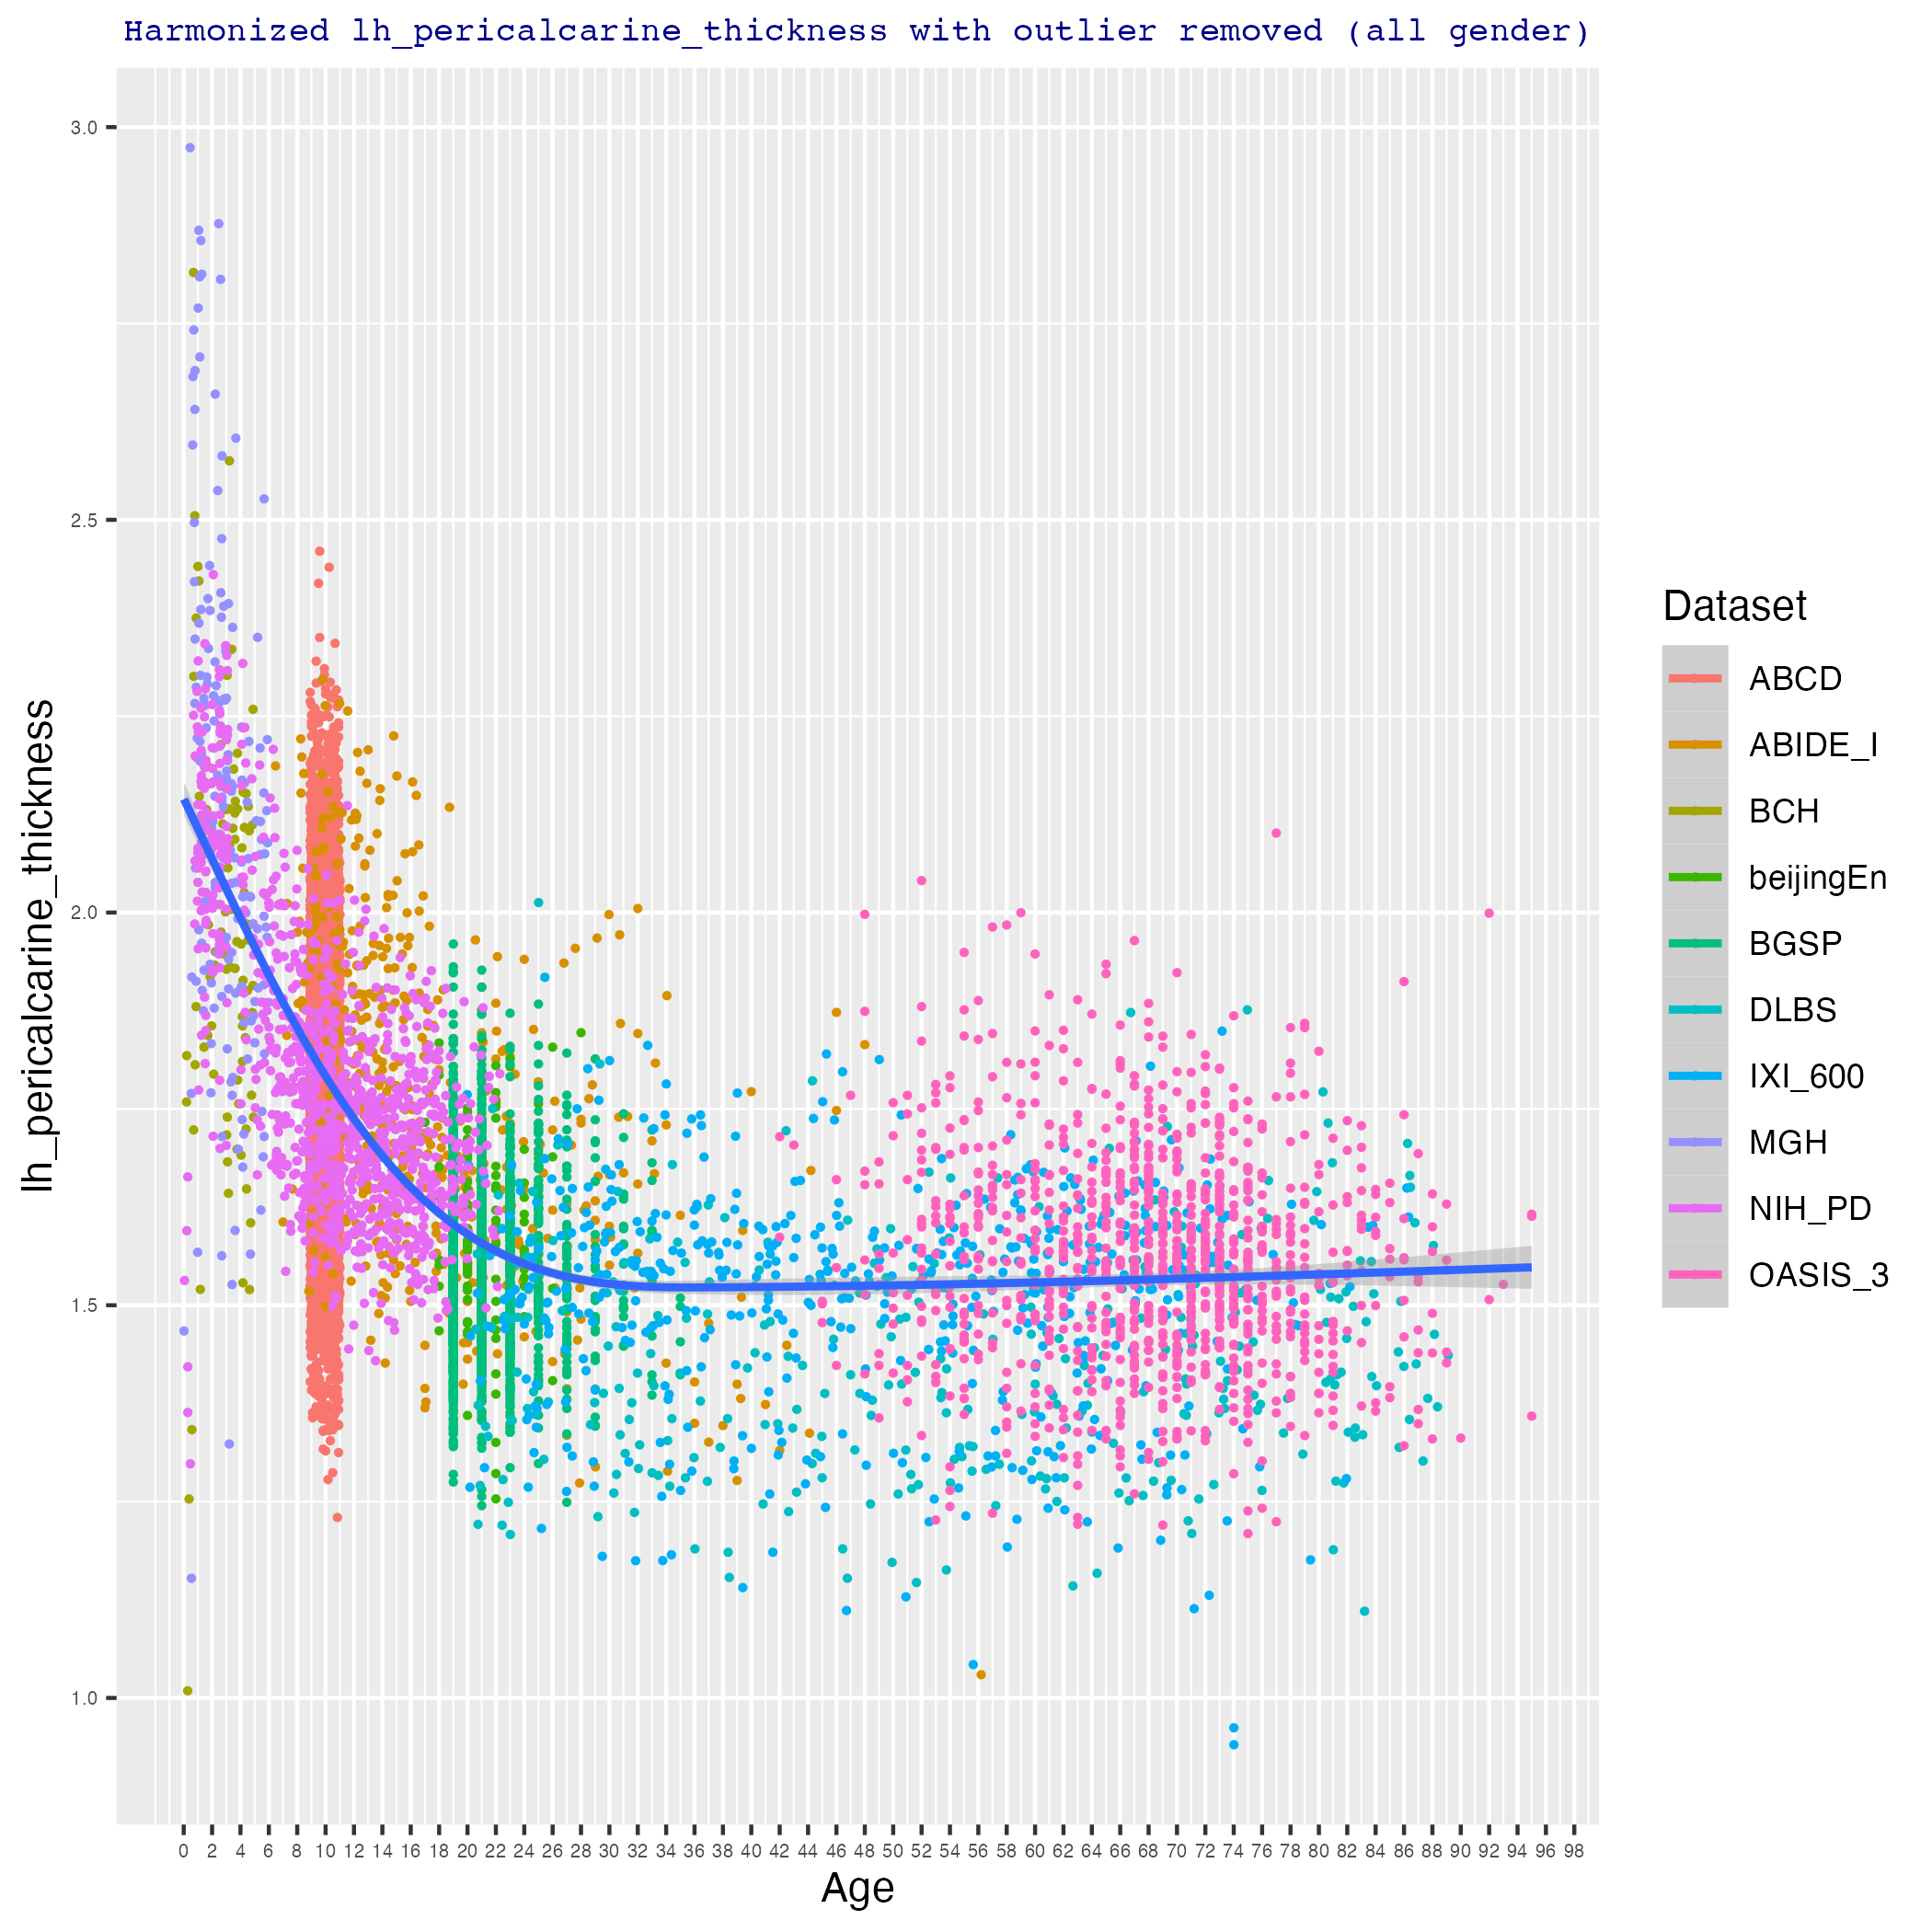 Harmonized lh_pericalcarine_thickness with outlier removed (all gender)
lh_pericalcarine_thickness
3.0
2.5
2.0
1.5
1.0
0 2 4 6 8 10 12 14 16 18 20 22 24 26 28 30 32 34 36 38 40 42 44 46 48 50 52 54 56 58 60 62 64 66 68 70 72 74 76 78 80 82 84 86 88 90 92 94 96 98
Age
Dataset
ABCD
ABIDE_I
BCH
beijingEn
BGSP
DLBS
IXI_600
MGH
NIH_PD
OASIS_3